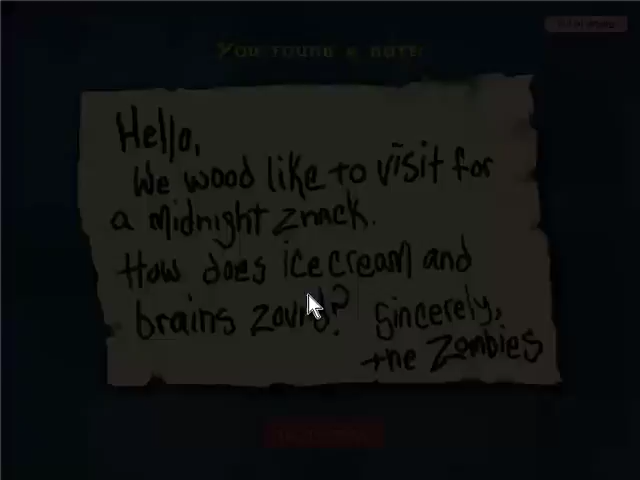 You found a note!
Hello,
We wood like to visit for
a midnight znack.
How does icecream and
brains zound?
Sincerely,
the Zombies